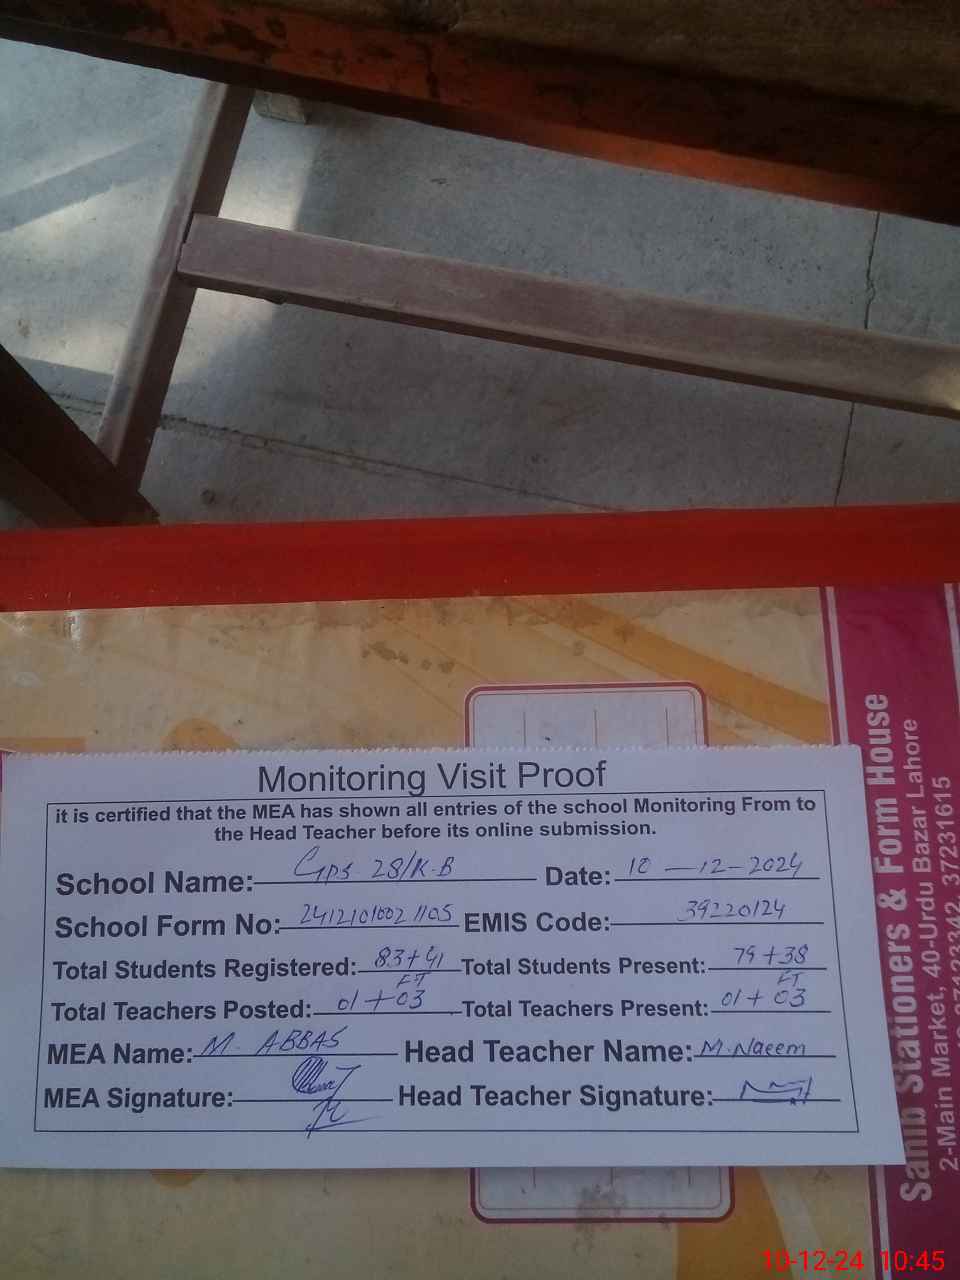 Monitoring Visit Proof
it is certified that the MEA has shown all entries of the school Monitoring From to
the Head Teacher before its online submission.
School Name: GPS 28/K.B Date: 10-12-2024
School Form No: 2412101002 1105 EMIS Code: 39220124
Total Students Registered: 83+41 Total Students Present: 79+38
Total Teachers Posted: 01+03 FT Total Teachers Present: 01+03 FT
MEA Name: M. ABBAS Head Teacher Name: M. Naeem
MEA Signature: Head Teacher Signature:
Sahib Stationers & Form House
2-Main Market, 40-Urdu Bazar Lahore
37123342, 37231615
10-12-24 10:45